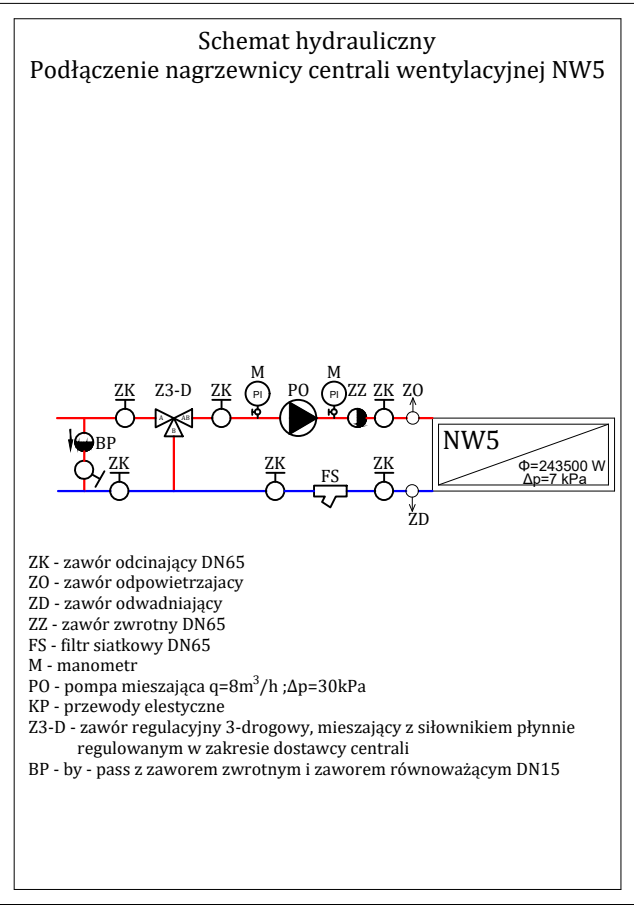 Schemat hydrauliczny
Podłączenie nagrzewnicy centrali wentylacyjnej NW5
M M
ZK Z3-D ZK PO ZZ ZK ZO
PI PI
A AB
B
BP
NW5
ZK ZK FS ZK
Φ=243500 W
Δp=7 kPa
ZD
ZK - zawór odcinający DN65
ZO - zawór odpowietrzajacy
ZD - zawór odwadniający
ZZ - zawór zwrotny DN65
FS - filtr siatkowy DN65
M - manometr
PO - pompa mieszająca q=8m³/h ;Δp=30kPa
KP - przewody elestyczne
Z3-D - zawór regulacyjny 3-drogowy, mieszający z siłownikiem płynnie
regulowanym w zakresie dostawcy centrali
BP - by - pass z zaworem zwrotnym i zaworem równoważącym DN15